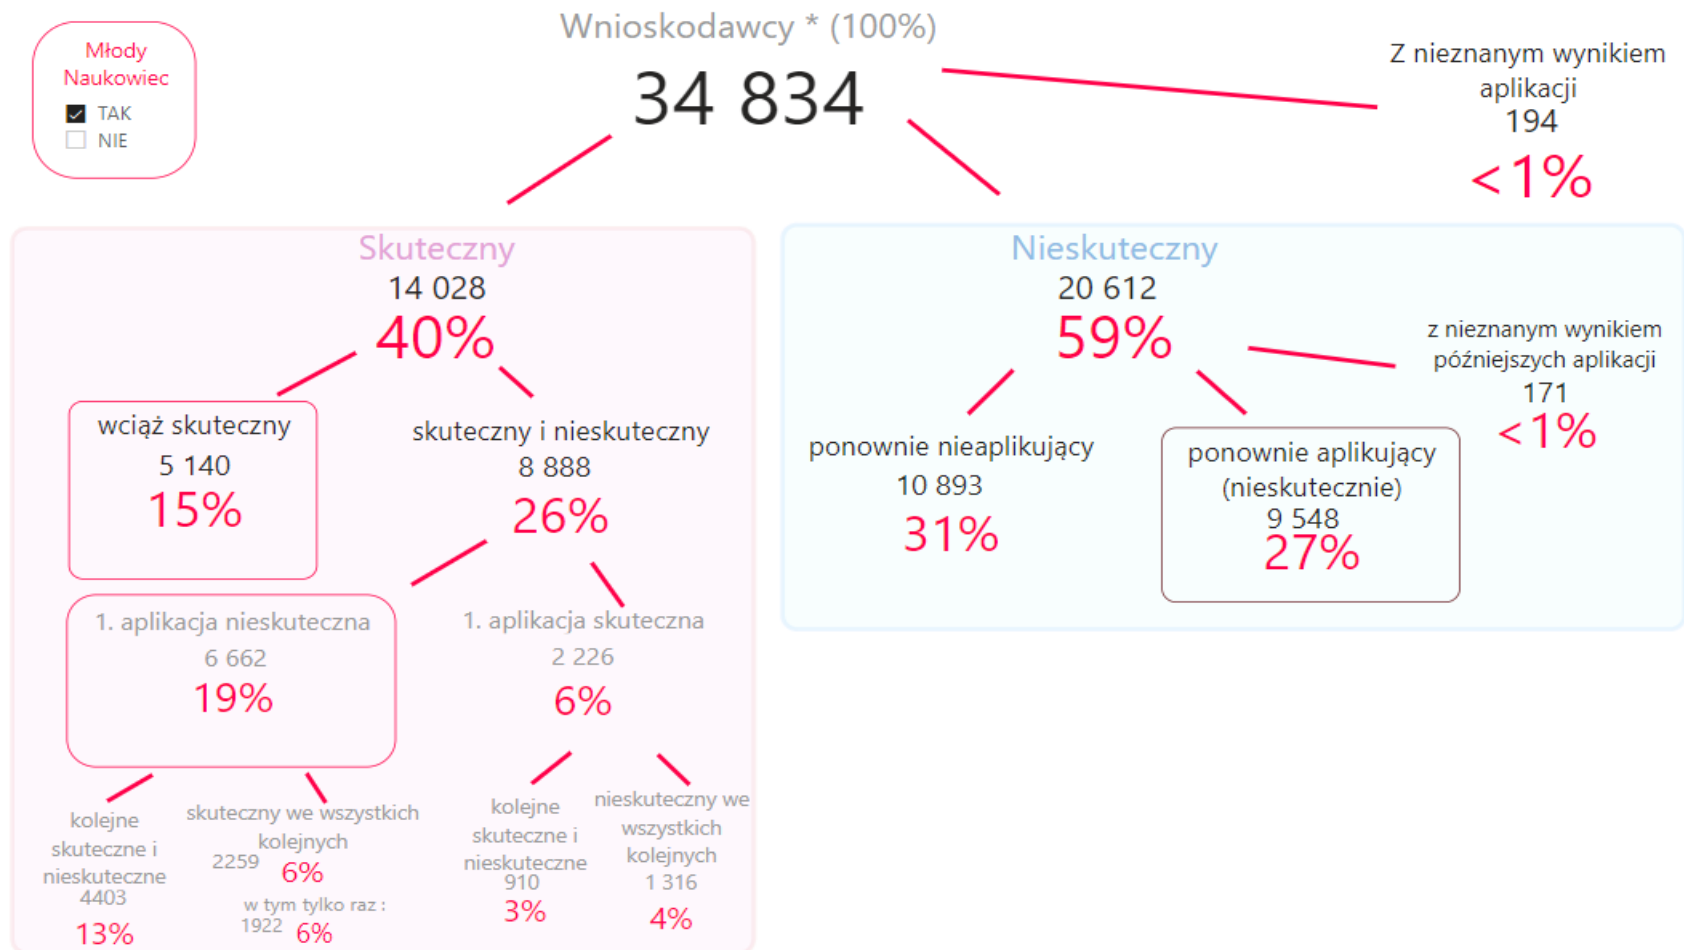 Młody
Naukowiec
TAK
NIE
Wnioskodawcy * (100%)
34 834
Z nieznanym wynikiem
aplikacji
194
<1%
Skuteczny
14 028
40%
wciąż skuteczny
5 140
15%
skuteczny i nieskuteczny
8 888
26%
1. aplikacja nieskuteczna
6 662
19%
1. aplikacja skuteczna
2 226
6%
kolejne
skuteczne i
nieskuteczne
4403
13%
skuteczny we wszystkich
kolejnych
2259 6%
w tym tylko raz :
1922 6%
kolejne
skuteczne i
nieskuteczne
910
3%
nieskuteczny we
wszystkich
kolejnych
1 316
4%
Nieskuteczny
20 612
59%
z nieznanym wynikiem
późniejszych aplikacji
171
<1%
ponownie nieaplikujący
10 893
31%
ponownie aplikujący
(nieskutecznie)
9 548
27%